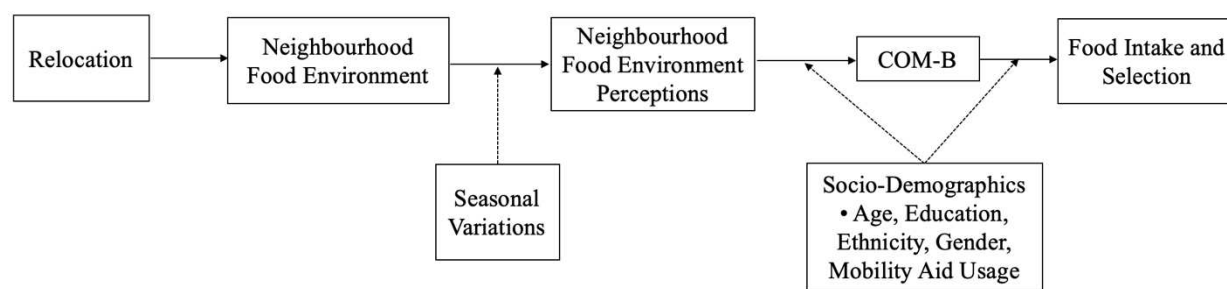 Relocation
Neighbourhood
Food Environment
Neighbourhood
Food Environment
Perceptions
COM-B
Food Intake and
Selection
Seasonal
Variations
Socio-Demographics
• Age, Education,
Ethnicity, Gender,
Mobility Aid Usage